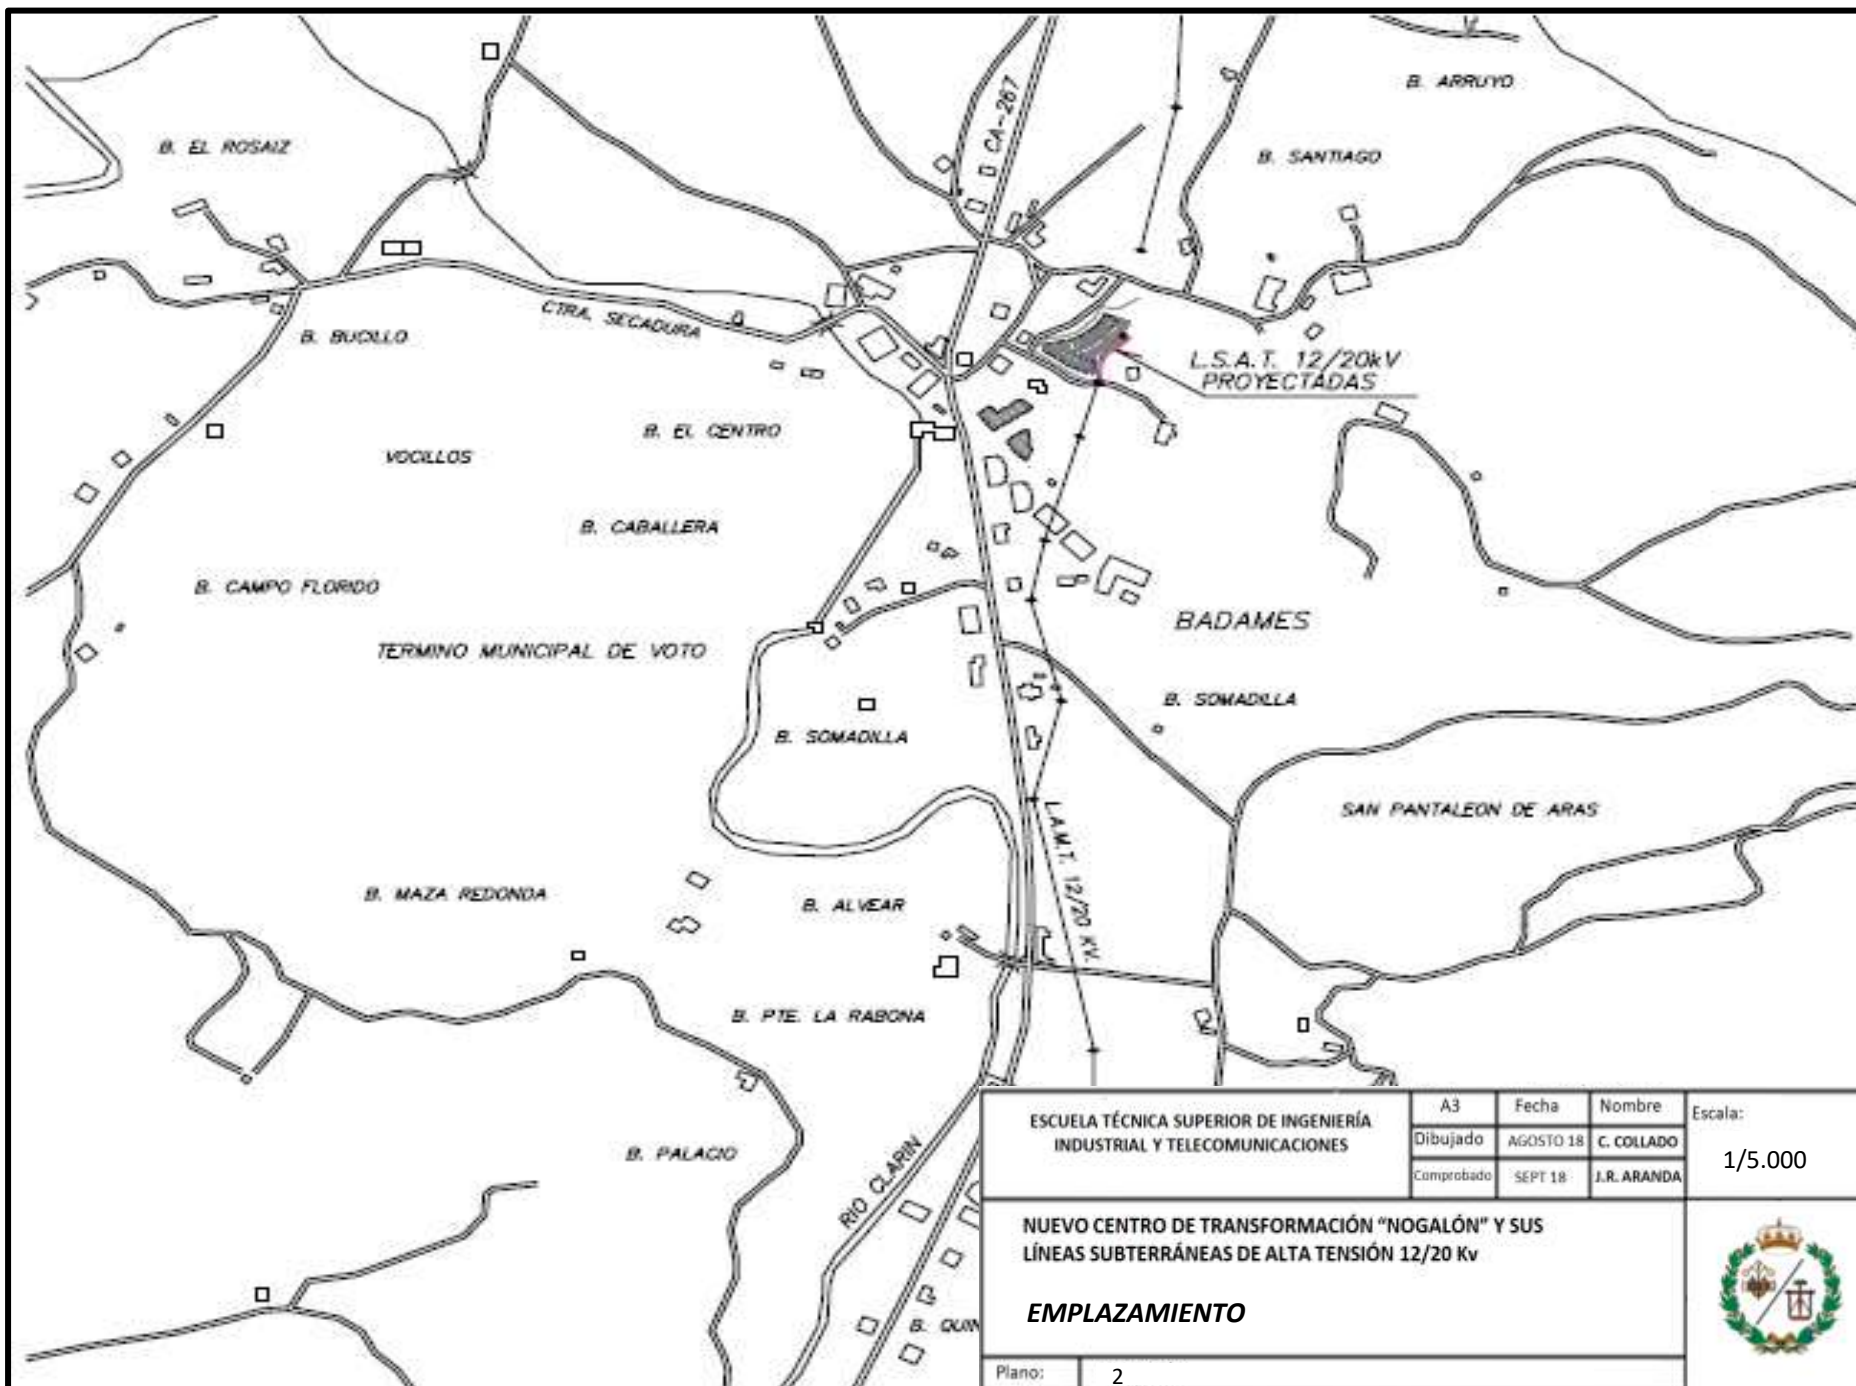 B. ARRUYO
CA-267
B. EL ROSAIZ
B. SANTIAGO
CTRA. SECADURA
B. BUCILLO
L.S.A.T. 12/20kV
PROYECTADAS
B. EL CENTRO
VOCILLOS
B. CABALLERA
B. CAMPO FLORIDO
BADAMES
TERMINO MUNICIPAL DE VOTO
B. SOMADILLA
B. SOMADILLA
SAN PANTALEON DE ARAS
L.A.M.T. 12/20 KV.
B. MAZA REDONDA
B. ALVEAR
B. PTE. LA RABONA
B. PALACIO
RIO CLARIN
B. QUIN
ESCUELA TÉCNICA SUPERIOR DE INGENIERÍA
INDUSTRIAL Y TELECOMUNICACIONES
A3 Fecha Nombre
Dibujado AGOSTO 18 C. COLLADO
Comprobado SEPT 18 J.R. ARANDA
Escala:
1/5.000
NUEVO CENTRO DE TRANSFORMACIÓN “NOGALÓN” Y SUS
LÍNEAS SUBTERRÁNEAS DE ALTA TENSIÓN 12/20 Kv
EMPLAZAMIENTO
Plano: 2